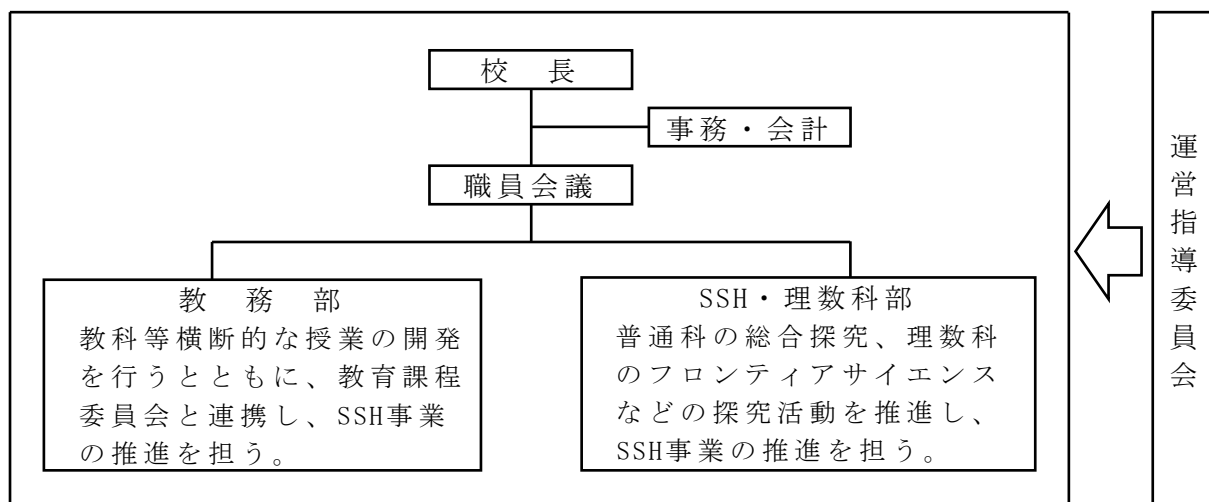 校　長
事務・会計
職員会議
教　務　部
教科等横断的な授業の開発
を行うとともに、教育課程
委員会と連携し、SSH事業
の推進を担う。
SSH・理数科部
普通科の総合探究、理数科
のフロンティアサイエンス
などの探究活動を推進し、
SSH事業の推進を担う。
運営指導委員会